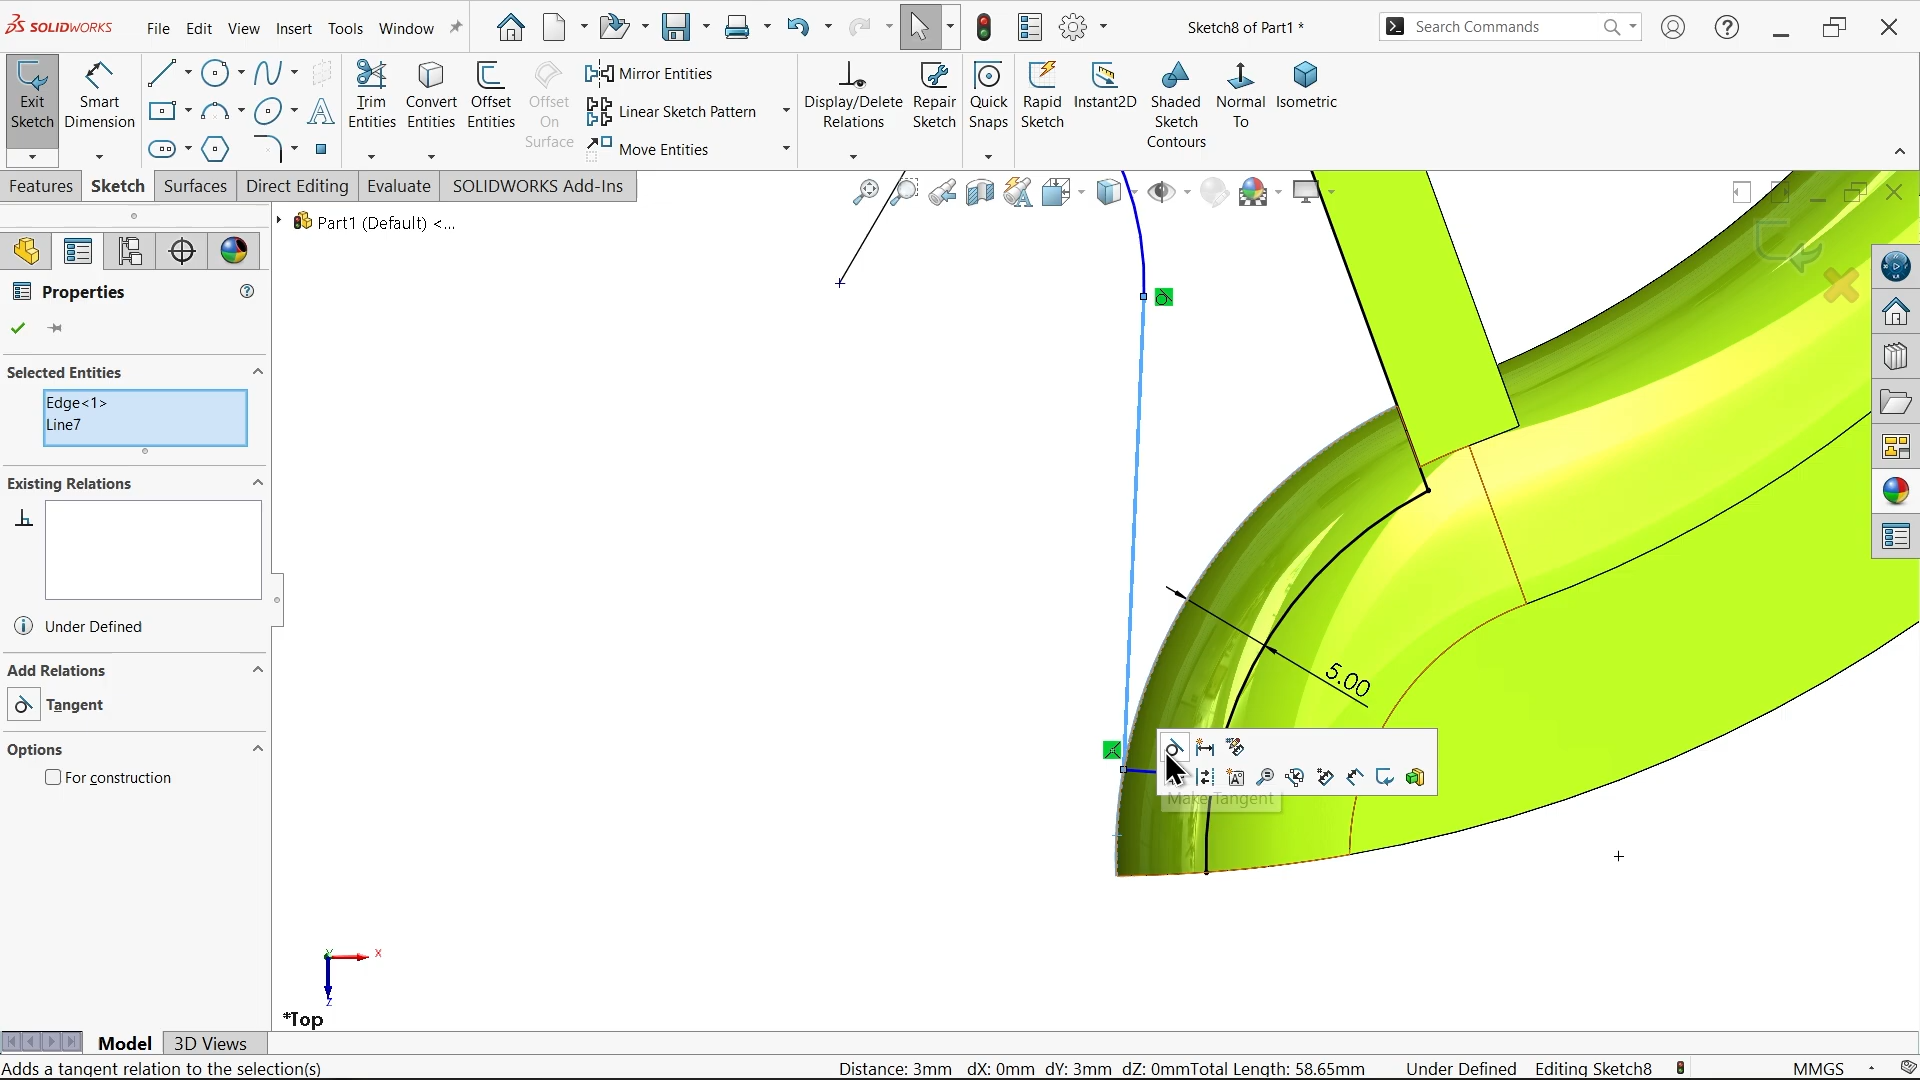 SOLIDWORKS File Edit View Insert Tools Window Sketch8 of Part1 * Search Commands
Exit Sketch
Smart Dimension
Trim Entities
Convert Entities
Offset Entities
Offset On Surface
Mirror Entities
Linear Sketch Pattern
Move Entities
Display/Delete Relations
Repair Sketch
Quick Snaps
Rapid Sketch
Instant2D
Shaded Sketch Contours
Normal To
Isometric
Features Sketch Surfaces Direct Editing Evaluate SOLIDWORKS Add-Ins
Part1 (Default) <...
Properties
Selected Entities
Edge<1>
Line7
Existing Relations
Under Defined
Add Relations
Tangent
Options
For construction
5.00
Make Tangent
Y
X
Z
*Top
Model 3D Views
Adds a tangent relation to the selection(s) Distance: 3mm dX: 0mm dY: 3mm dZ: 0mmTotal Length: 58.65mm Under Defined Editing Sketch8 MMGS